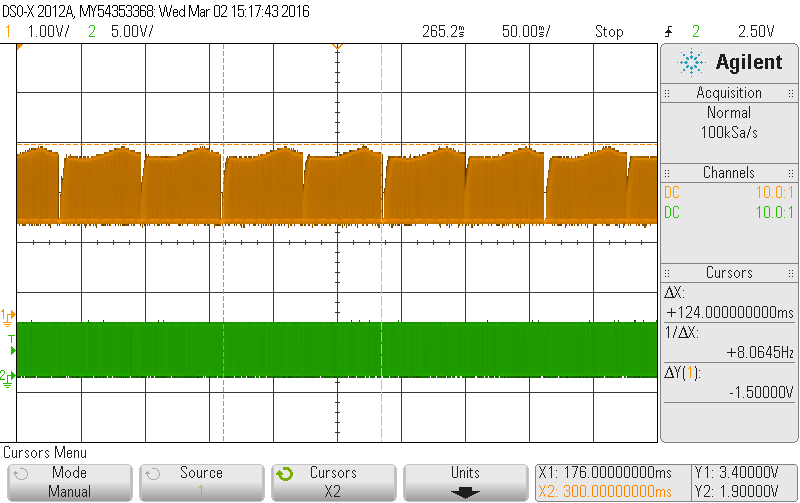 DSO-X 2012A, MY54353368: Wed Mar 02 15:17:43 2016
1 1.00V/ 2 5.00V/ 265.2ms 50.00ms/ Stop 2 2.50V
Agilent
Acquisition
Normal
100kSa/s
Channels
DC 10.0:1
DC 10.0:1
Cursors
ΔX:
+124.000000000ms
1/ΔX:
+8.0645Hz
ΔY(1):
-1.50000V
1
T
2
Cursors Menu
Mode
Manual
Source
1
Cursors
X2
Units
X1: 176.00000000ms
X2: 300.00000000ms
Y1: 3.40000V
Y2: 1.90000V